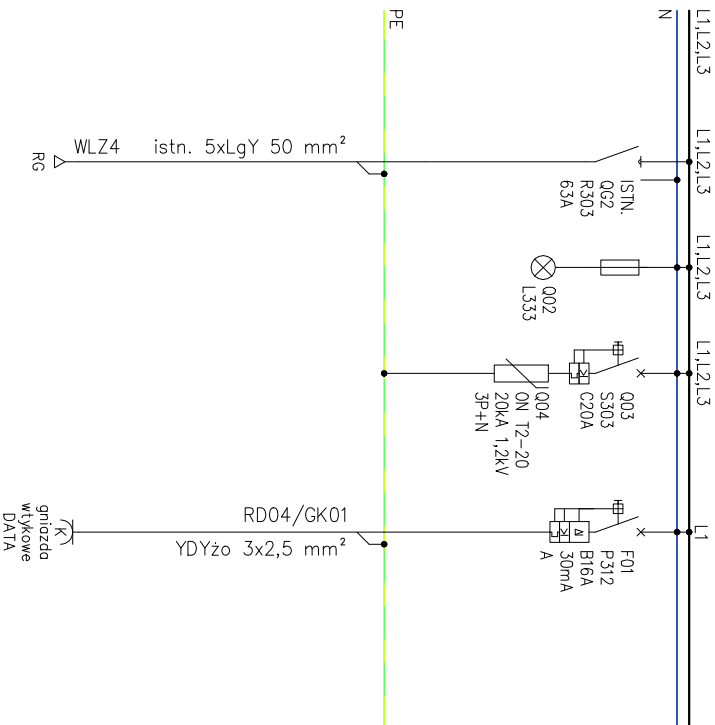 L1,L2,L3
L1,L2,L3
L1,L2,L3
L1,L2,L3
L1
N
PE
ISTN.
QG2
R303
63A
Q02
L333
Q03
S303
C20A
Q04
ON T2-20
20kA 1,2kV
3P+N
F01
P312
B16A
30mA
A
WLZ4 istn. 5xLgY 50 mm²
RG
RD04/GK01
YDYżo 3x2,5 mm²
K
gniazda
wtykowe
DATA